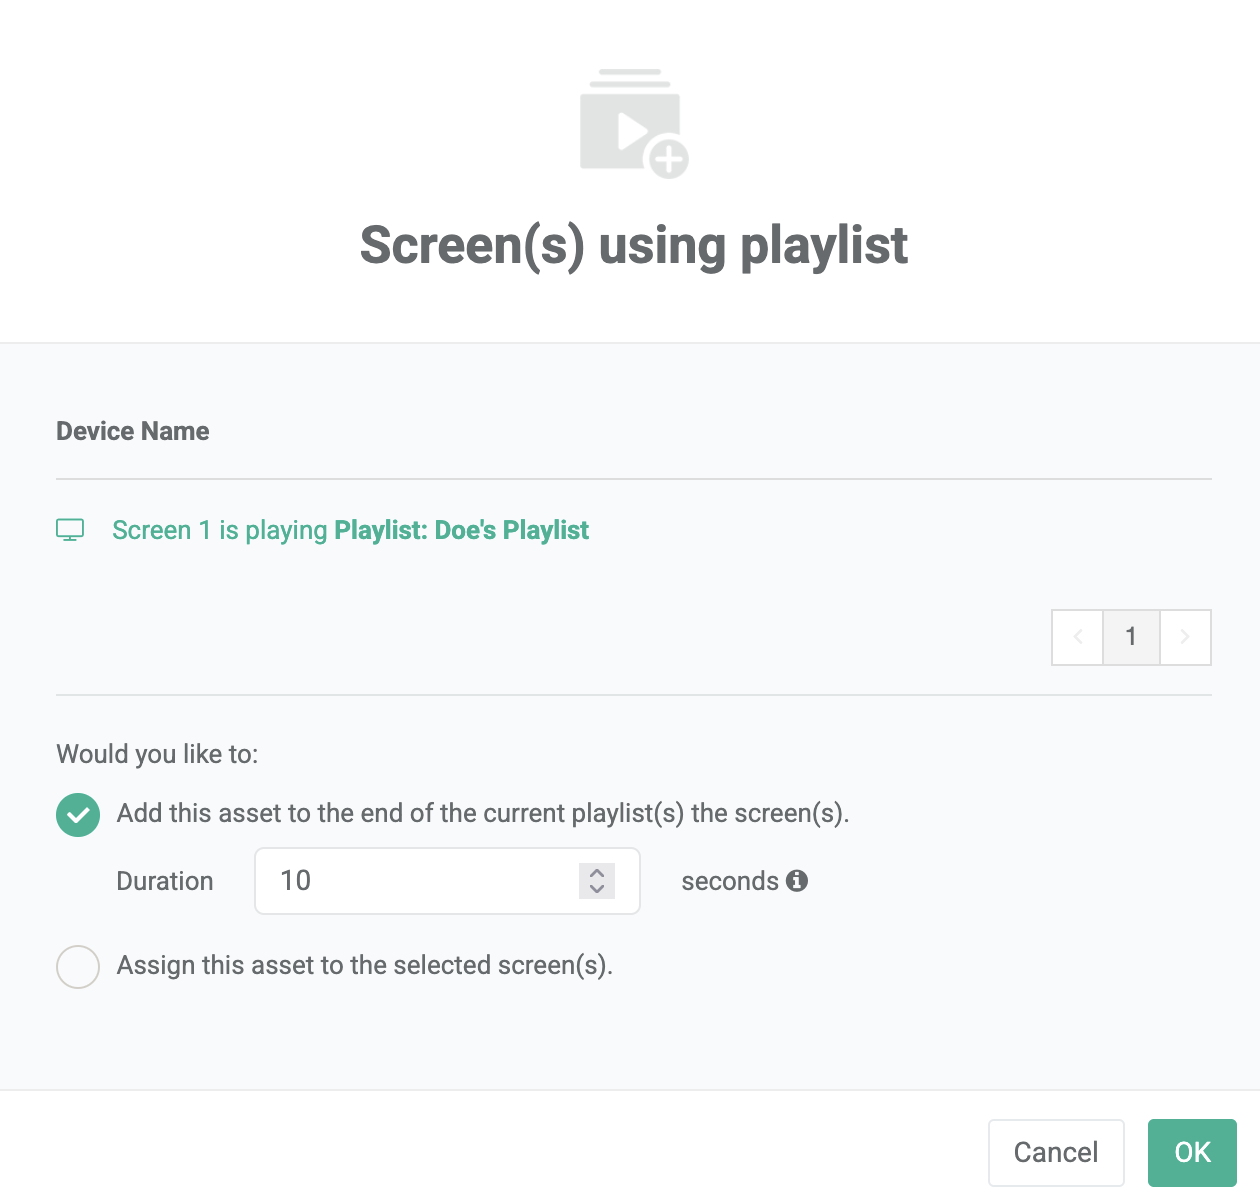 Screen(s) using playlist
Device Name
Screen 1 is playing Playlist: Doe's Playlist
1
Would you like to:
Add this asset to the end of the current playlist(s) the screen(s).
Duration 10 seconds
Assign this asset to the selected screen(s).
Cancel OK